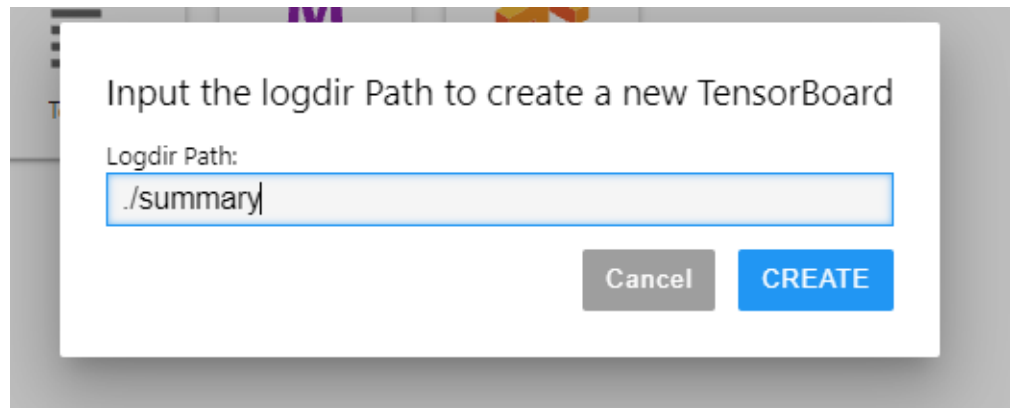 Input the logdir Path to create a new TensorBoard
Logdir Path:
./summary
Cancel
CREATE